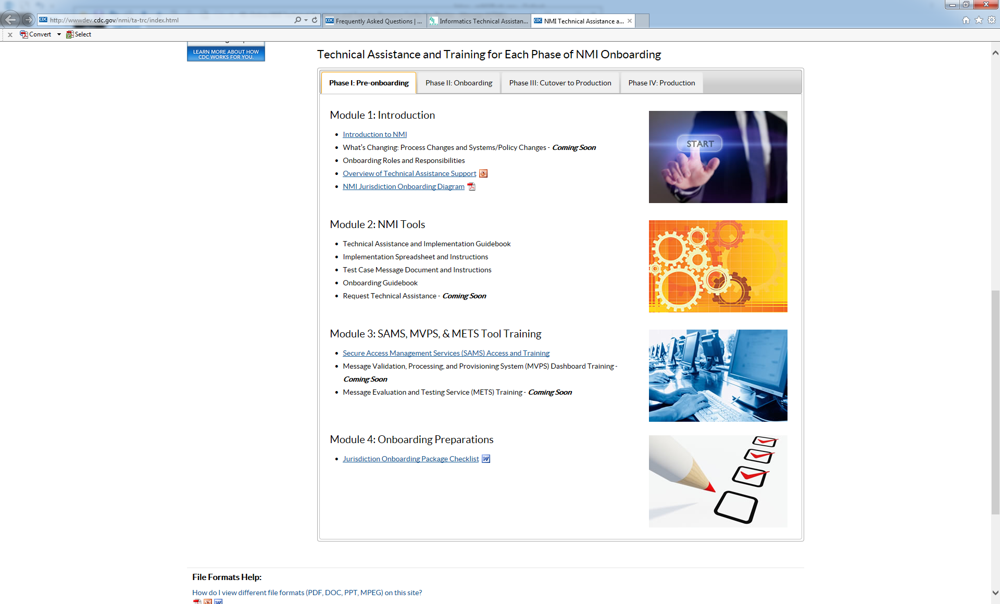 http://wwwdev.cdc.gov/nmi/ta-trc/index.html
CDC Frequently Asked Questions | ...
Informatics Technical Assistan...
CDC NMI Technical Assistance a...
Convert
Select
LEARN MORE ABOUT HOW
CDC WORKS FOR YOU.
Technical Assistance and Training for Each Phase of NMI Onboarding
Phase I: Pre-onboarding
Phase II: Onboarding
Phase III: Cutover to Production
Phase IV: Production
Module 1: Introduction
• Introduction to NMI
• What's Changing: Process Changes and Systems/Policy Changes - Coming Soon
• Onboarding Roles and Responsibilities
• Overview of Technical Assistance Support
• NMI Jurisdiction Onboarding Diagram
START
Module 2: NMI Tools
• Technical Assistance and Implementation Guidebook
• Implementation Spreadsheet and Instructions
• Test Case Message Document and Instructions
• Onboarding Guidebook
• Request Technical Assistance - Coming Soon
Module 3: SAMS, MVPS, & METS Tool Training
• Secure Access Management Services (SAMS) Access and Training
• Message Validation, Processing, and Provisioning System (MVPS) Dashboard Training -
Coming Soon
• Message Evaluation and Testing Service (METS) Training - Coming Soon
Module 4: Onboarding Preparations
• Jurisdiction Onboarding Package Checklist
File Formats Help:
How do I view different file formats (PDF, DOC, PPT, MPEG) on this site?